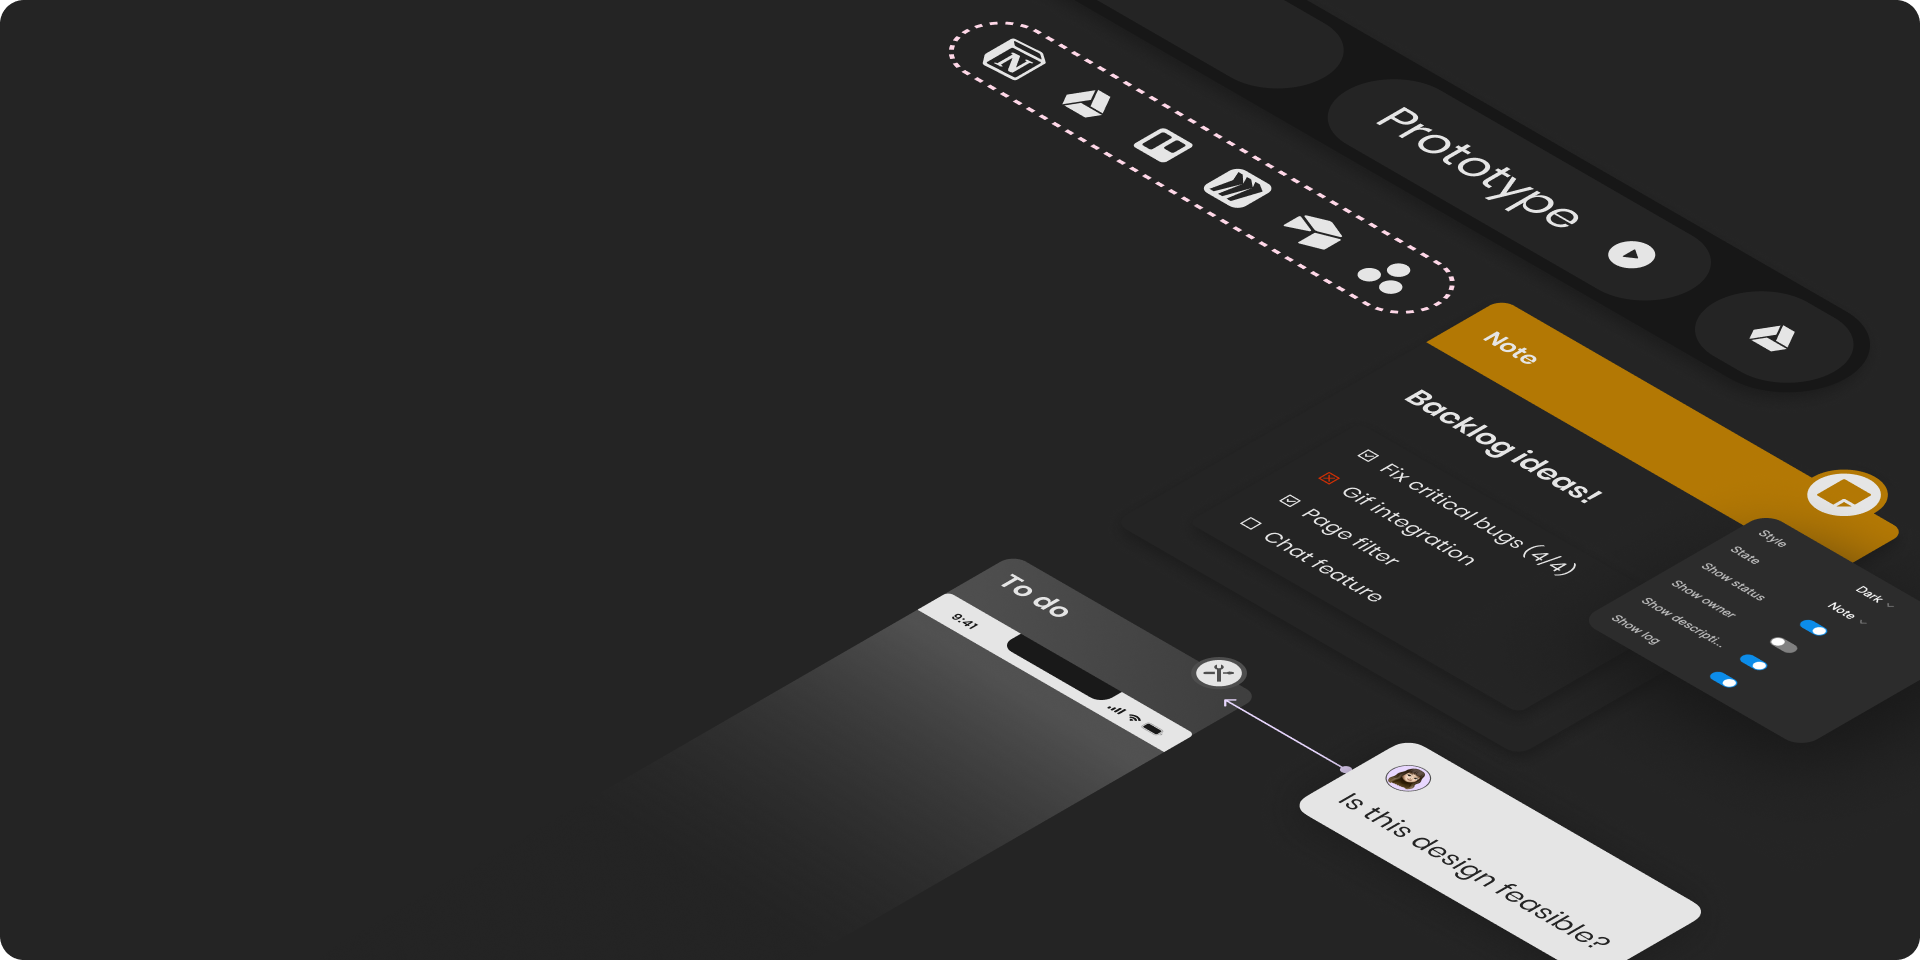 Prototype
Note
Backlog ideas!
Fix critical bugs (4/4)
Gif integration
Page filter
Chat feature
Style
Dark
State
Note
Show status
Show owner
Show descripti...
Show log
To do
9:41
Is this design feasible?